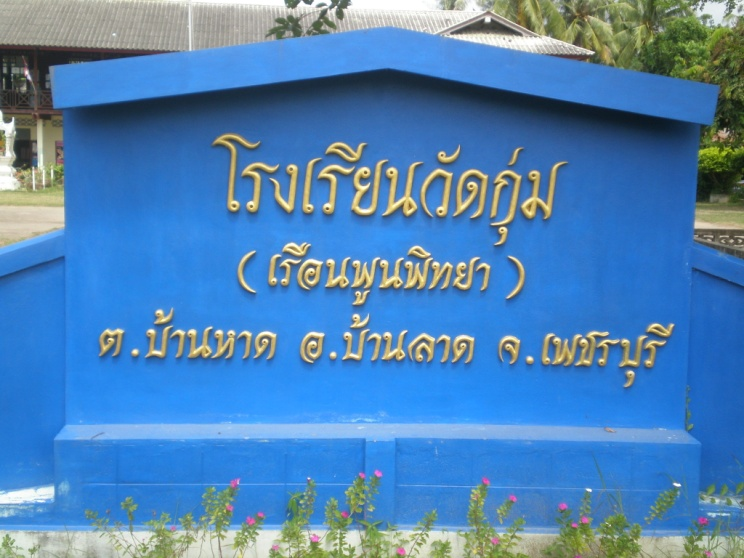 โรงเรียนวัดกุ่ม
(เรือนพูนพิทยา)
ต.บ้านหาด อ.บ้านลาด จ.เพชรบุรี